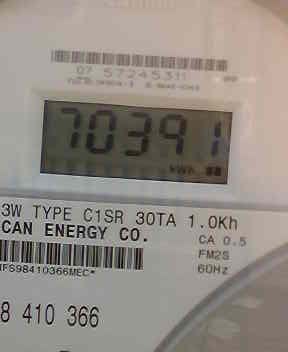 07 57245311
70391
kWh
3W TYPE C1SR 30TA 1.0Kh
CAN ENERGY CO.
CA 0.5
FM2S
60Hz
IFS98410366MEC*
8 410 366